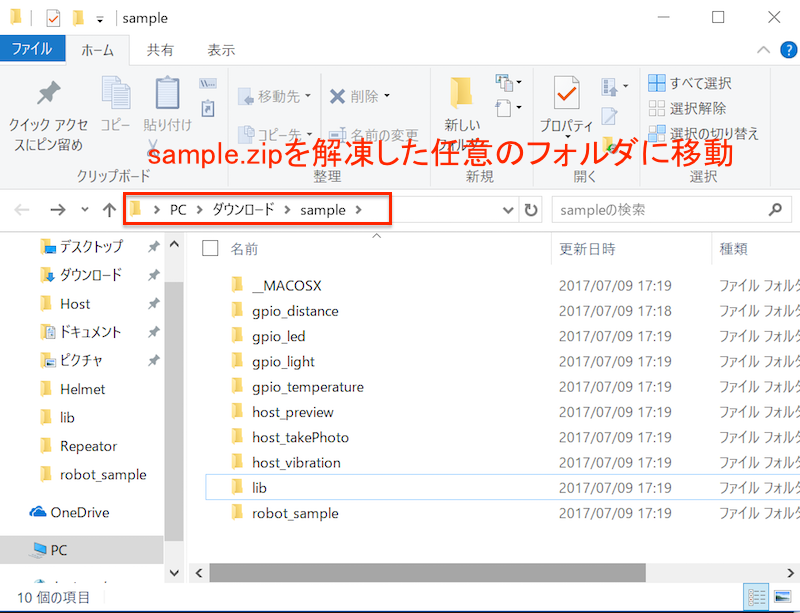 sample
ファイル ホーム 共有 表示
クイック アクセスにピン留め
コピー
貼り付け
移動先
コピー先
削除
名前の変更
新しいフォルダー
プロパティ
すべて選択
選択解除
選択の切り替え
sample.zipを解凍した任意のフォルダに移動
クリップボード 整理 新規 開く 選択
PC ダウンロード sample
sampleの検索
名前 更新日時 種類
デスクトップ
ダウンロード
Host
ドキュメント
ピクチャ
Helmet
lib
Repeator
robot_sample
OneDrive
PC
__MACOSX 2017/07/09 17:19 ファイル フォルダ
gpio_distance 2017/07/09 17:18 ファイル フォルダ
gpio_led 2017/07/09 17:19 ファイル フォルダ
gpio_light 2017/07/09 17:19 ファイル フォルダ
gpio_temperature 2017/07/09 17:19 ファイル フォルダ
host_preview 2017/07/09 17:19 ファイル フォルダ
host_takePhoto 2017/07/09 17:19 ファイル フォルダ
host_vibration 2017/07/09 17:19 ファイル フォルダ
lib 2017/07/09 17:19 ファイル フォルダ
robot_sample 2017/07/09 17:19 ファイル フォルダ
10 個の項目